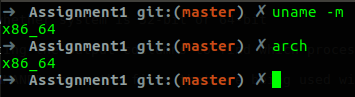 → Assignment1 git:(master) ✗ uname -m
x86_64
→ Assignment1 git:(master) ✗ arch
x86_64
→ Assignment1 git:(master) ✗